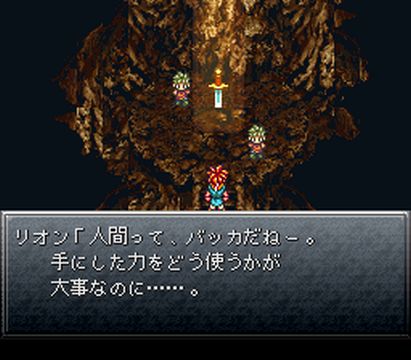 リオン「人間って、バッカだねー。
手にした力をどう使うかが
大事なのに……。